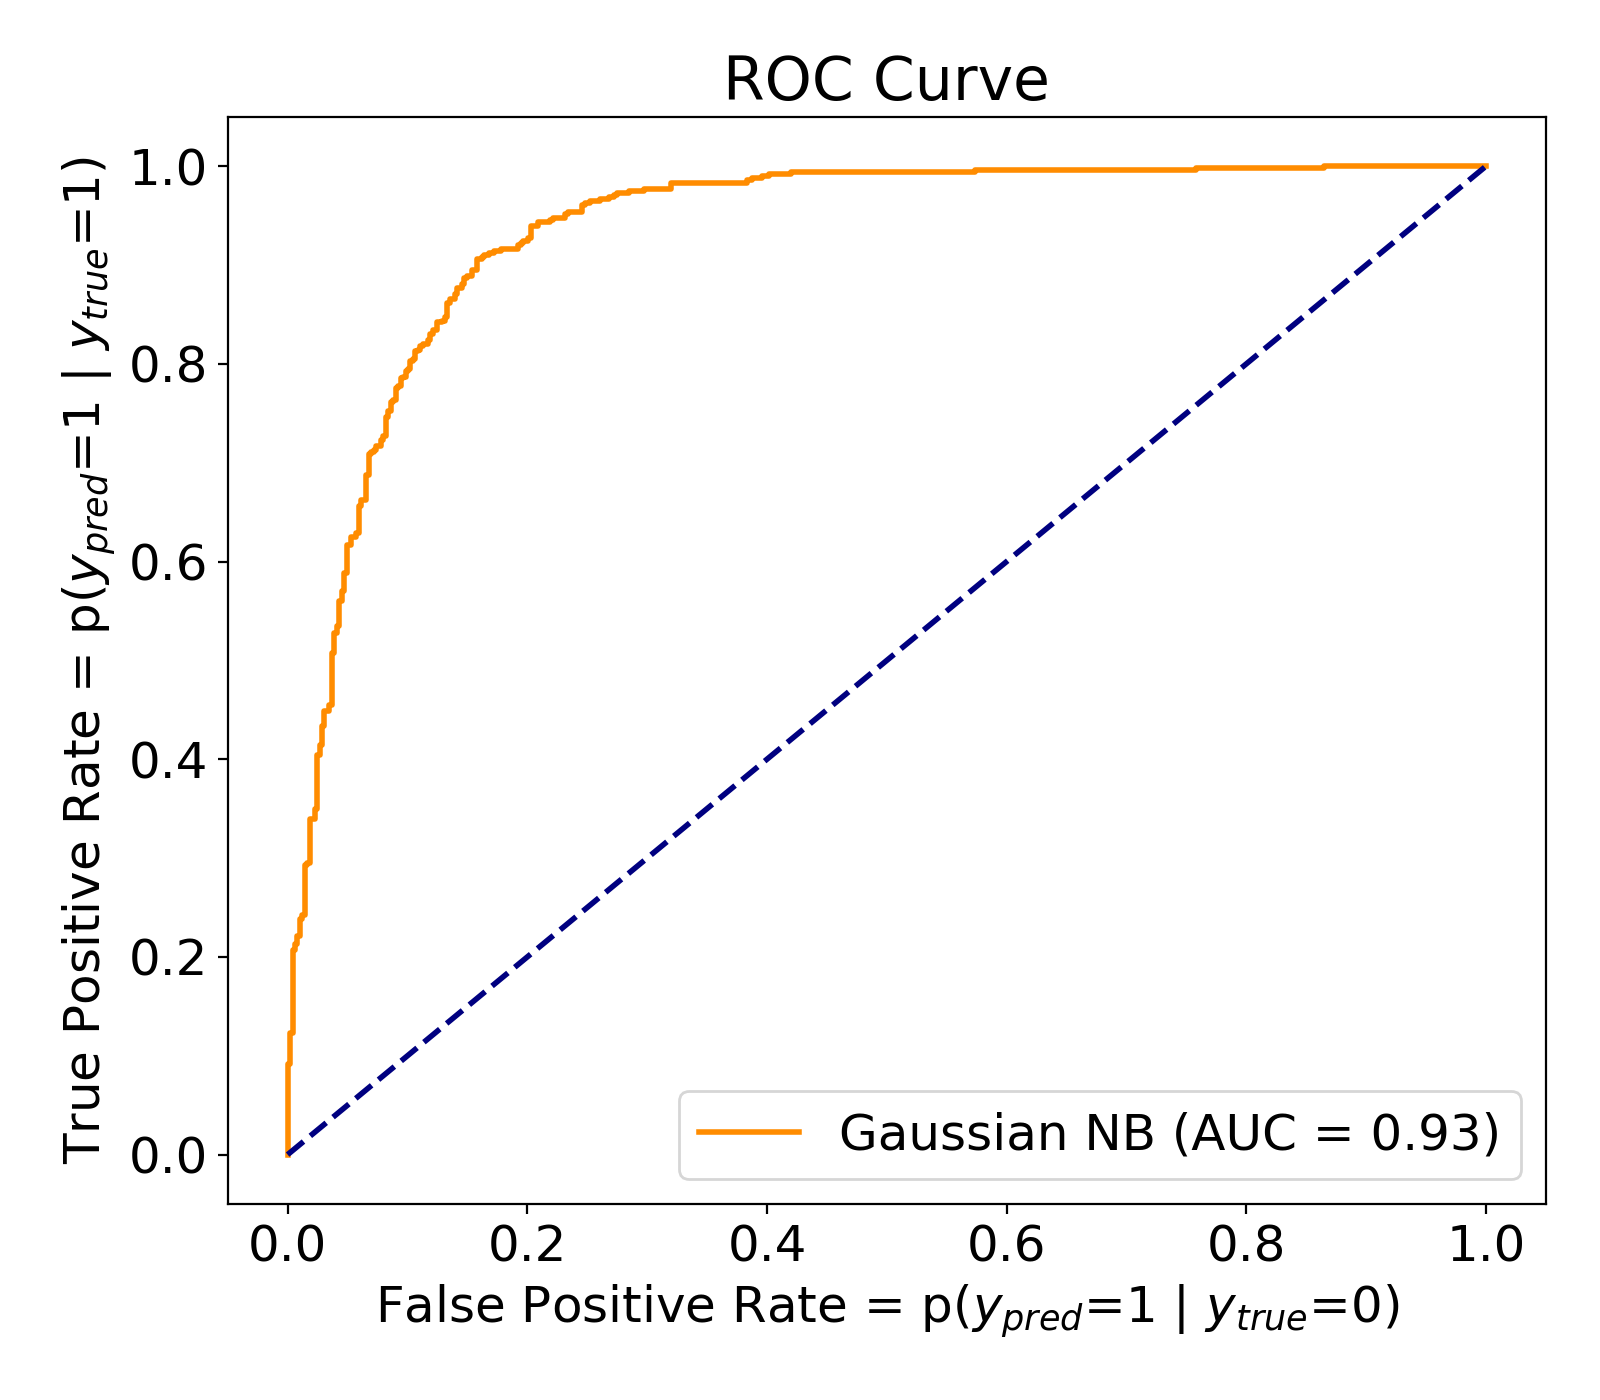 ROC Curve
True Positive Rate = p(y_pred=1 | y_true=1)
1.0
0.8
0.6
0.4
0.2
0.0
Gaussian NB (AUC = 0.93)
0.0 0.2 0.4 0.6 0.8 1.0
False Positive Rate = p(y_pred=1 | y_true=0)